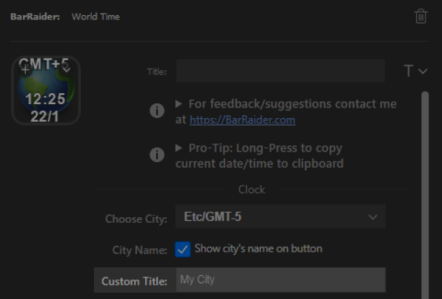 BarRaider: World Time
GMT+5
12:25
22/1
Title:
T
▶ For feedback/suggestions contact me
at https://BarRaider.com
▶ Pro-Tip: Long-Press to copy
current date/time to clipboard
Clock
Choose City: Etc/GMT-5
City Name: Show city's name on button
Custom Title: My City